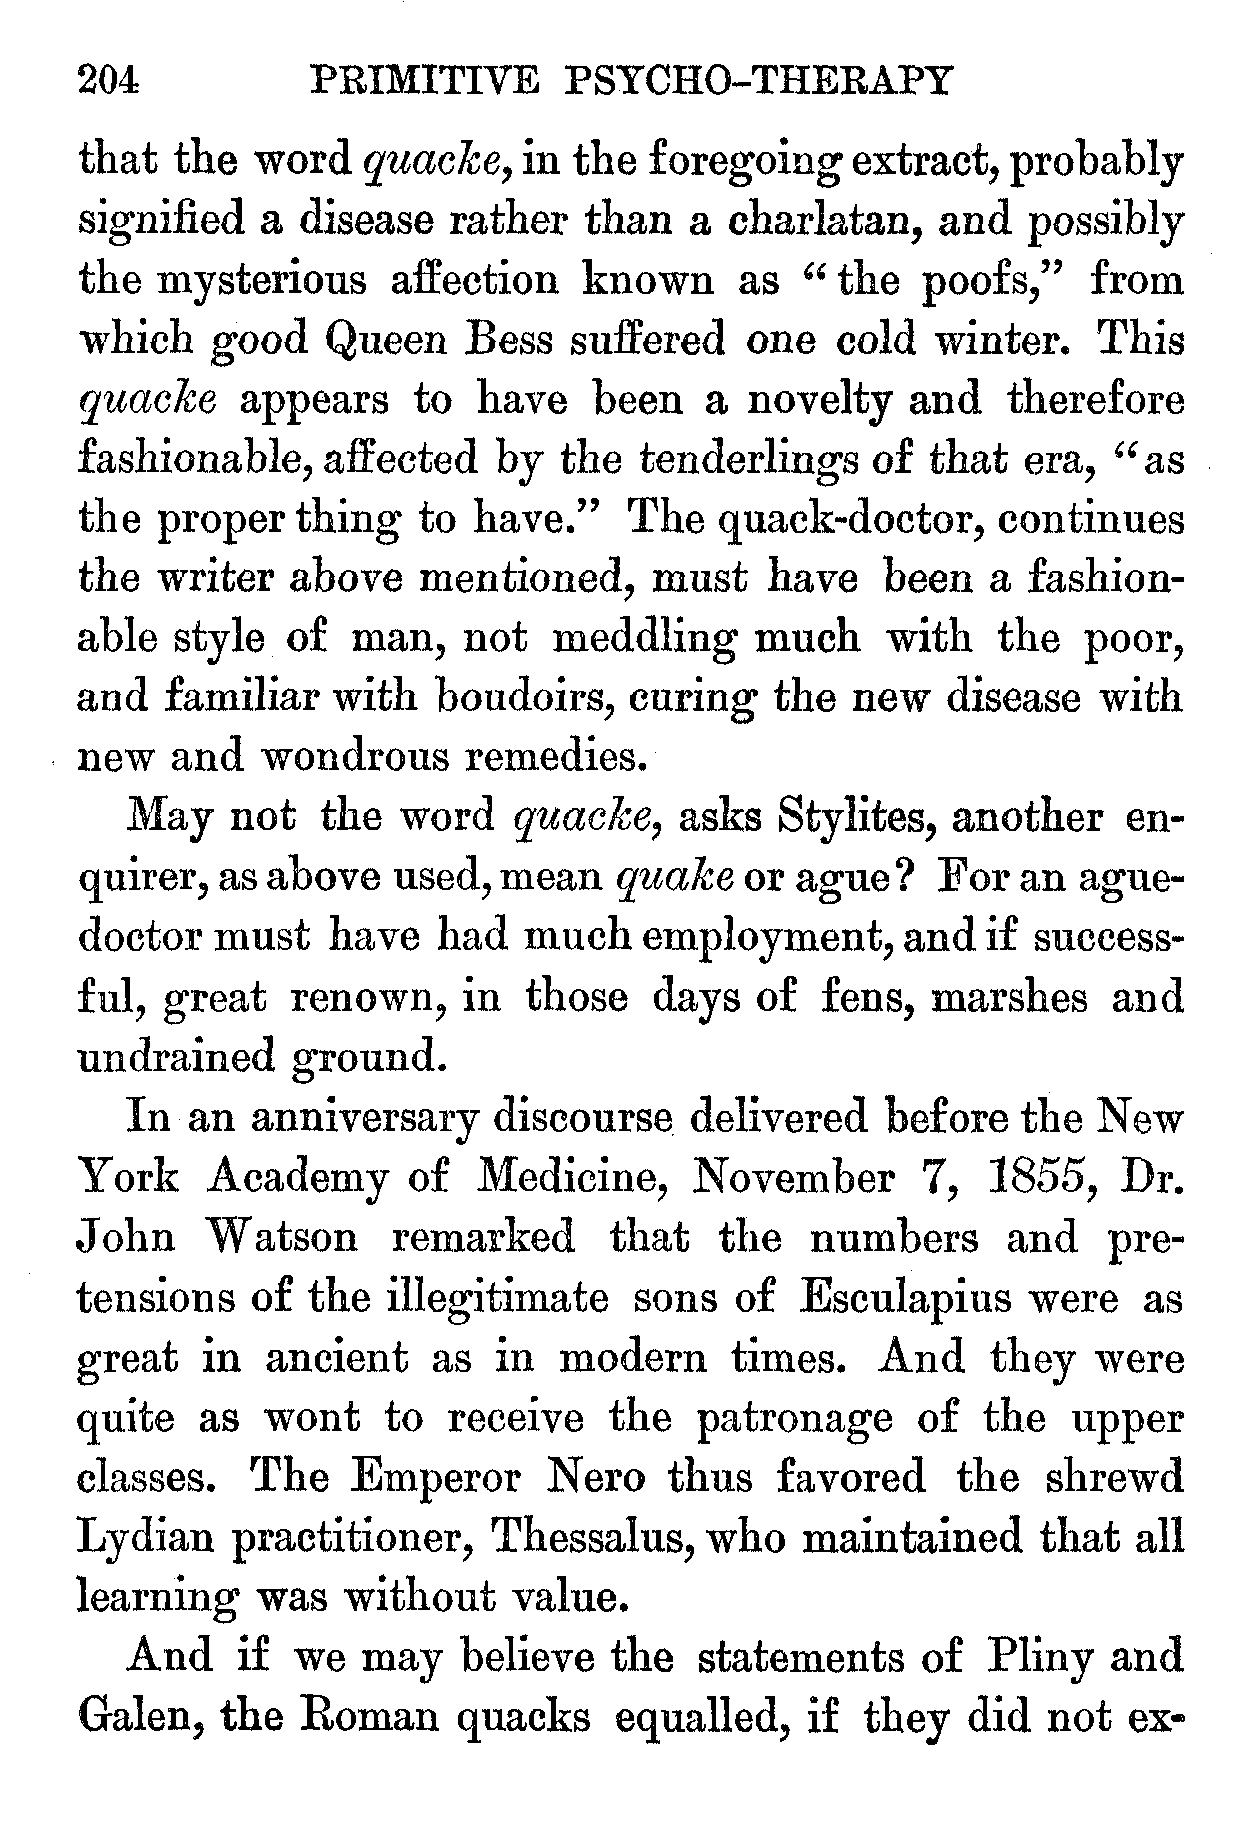 204 PRIMITIVE PSYCHO-THERAPY
that the word quacke, in the foregoing extract, probably
signified a disease rather than a charlatan, and possibly
the mysterious affection known as “the poofs,” from
which good Queen Bess suffered one cold winter. This
quacke appears to have been a novelty and therefore
fashionable, affected by the tenderlings of that era, “as
the proper thing to have.” The quack-doctor, continues
the writer above mentioned, must have been a fashion-
able style of man, not meddling much with the poor,
and familiar with boudoirs, curing the new disease with
new and wondrous remedies.
May not the word quacke, asks Stylites, another en-
quirer, as above used, mean quake or ague? For an ague-
doctor must have had much employment, and if success-
ful, great renown, in those days of fens, marshes and
undrained ground.
In an anniversary discourse delivered before the New
York Academy of Medicine, November 7, 1855, Dr.
John Watson remarked that the numbers and pre-
tensions of the illegitimate sons of Esculapius were as
great in ancient as in modern times. And they were
quite as wont to receive the patronage of the upper
classes. The Emperor Nero thus favored the shrewd
Lydian practitioner, Thessalus, who maintained that all
learning was without value.
And if we may believe the statements of Pliny and
Galen, the Roman quacks equalled, if they did not ex-